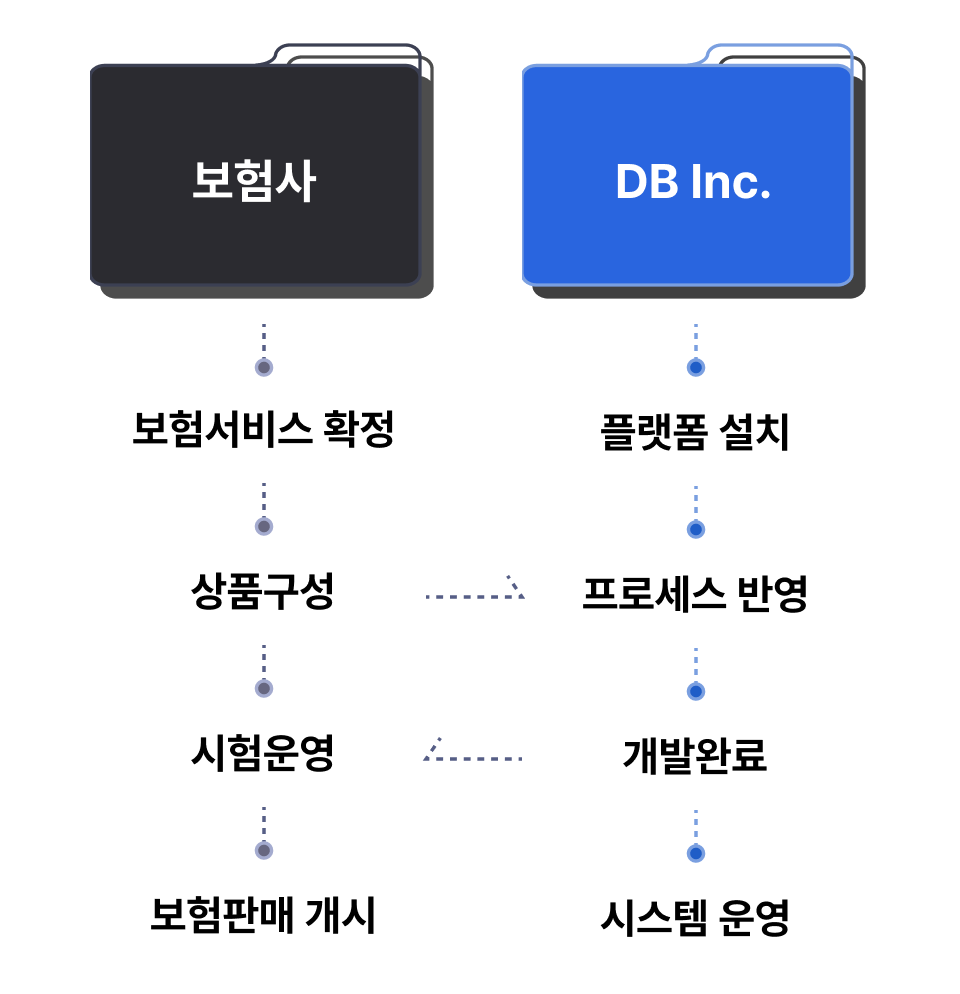 보험사
DB Inc.
보험서비스 확정
플랫폼 설치
상품구성
프로세스 반영
시험운영
개발완료
보험판매 개시
시스템 운영